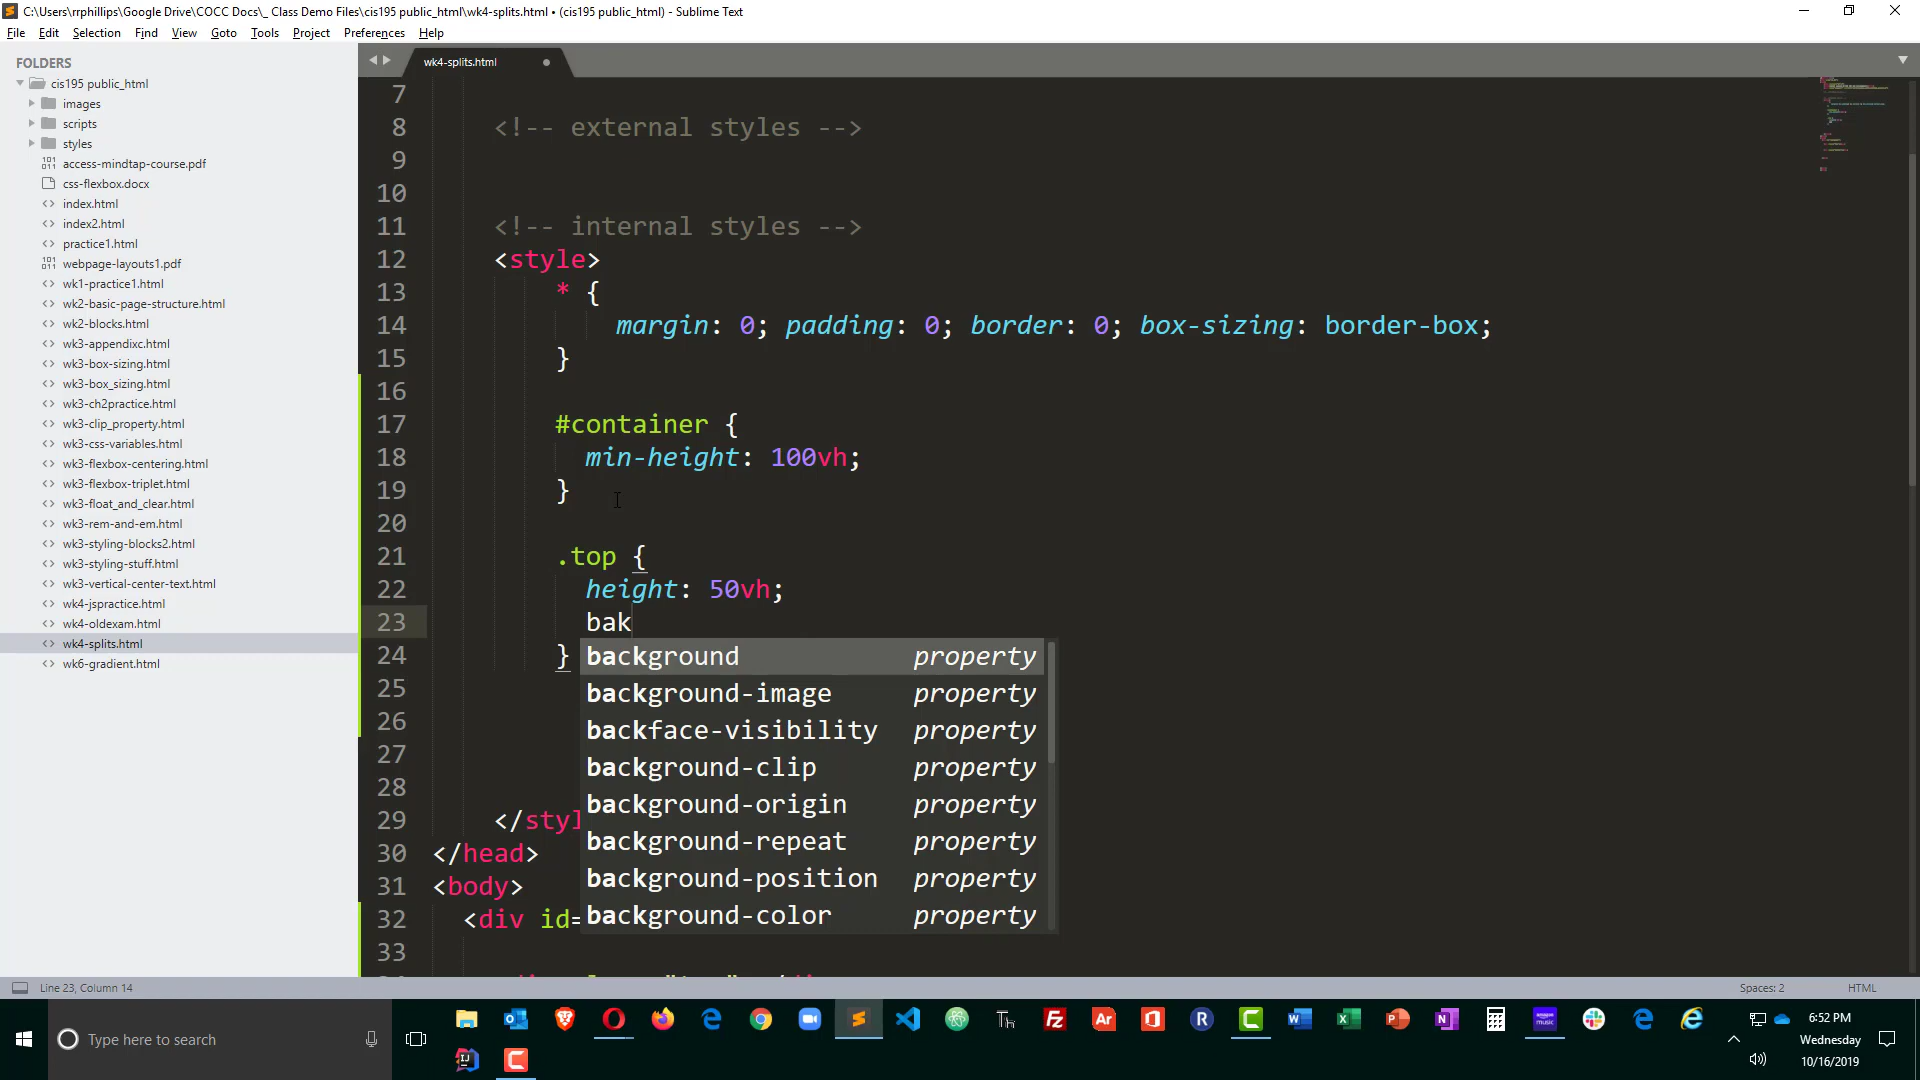 C:\Users\rrphillips\Google Drive\COCC Docs\_ Class Demo Files\cis195 public_html\wk4-splits.html • (cis195 public_html) - Sublime Text
File Edit Selection Find View Goto Tools Project Preferences Help
FOLDERS
cis195 public_html
images
scripts
styles
access-mindtap-course.pdf
css-flexbox.docx
index.html
index2.html
practice1.html
webpage-layouts1.pdf
wk1-practice1.html
wk2-basic-page-structure.html
wk2-blocks.html
wk3-appendixc.html
wk3-box-sizing.html
wk3-box_sizing.html
wk3-ch2practice.html
wk3-clip_property.html
wk3-css-variables.html
wk3-flexbox-centering.html
wk3-flexbox-triplet.html
wk3-float_and_clear.html
wk3-rem-and-em.html
wk3-styling-blocks2.html
wk3-styling-stuff.html
wk3-vertical-center-text.html
wk4-jspractice.html
wk4-oldexam.html
wk4-splits.html
wk6-gradient.html
wk4-splits.html
7
8 <!-- external styles -->
9
10
11 <!-- internal styles -->
12 <style>
13 * {
14 margin: 0; padding: 0; border: 0; box-sizing: border-box;
15 }
16
17 #container {
18 min-height: 100vh;
19 }
20
21 .top {
22 height: 50vh;
23 bak
24 }
25
26
27
28
29 </styl
30 </head>
31 <body>
32 <div id=
33
background property
background-image property
backface-visibility property
background-clip property
background-origin property
background-repeat property
background-position property
background-color property
Line 23, Column 14
Spaces: 2
HTML
Type here to search
6:52 PM
Wednesday
10/16/2019